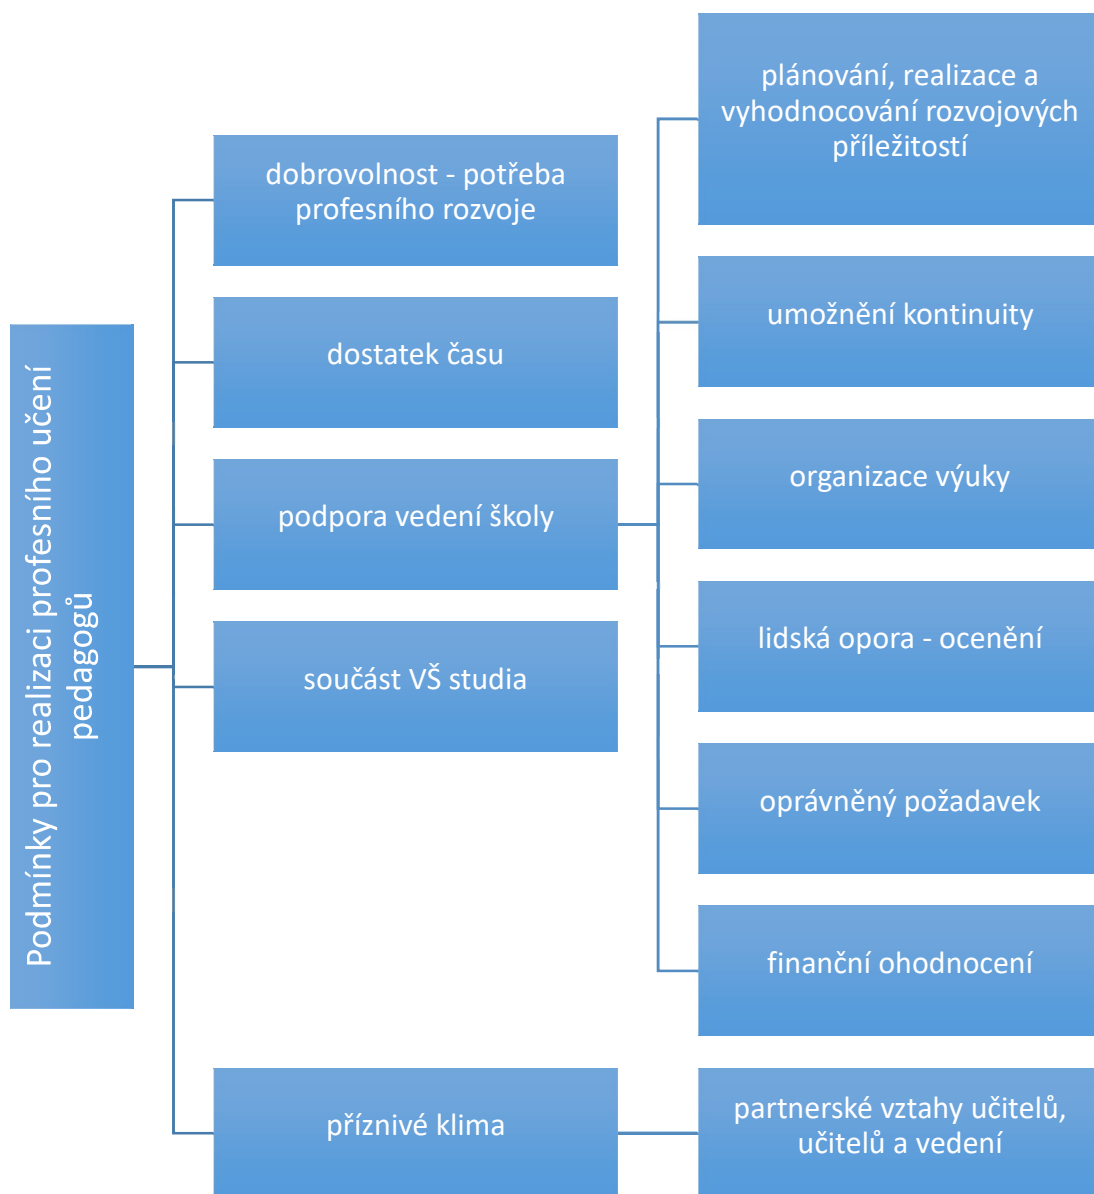 Podmínky pro realizaci profesního učení
pedagogů
dobrovolnost - potřeba
profesního rozvoje
dostatek času
podpora vedení školy
součást VŠ studia
příznivé klima
plánování, realizace a
vyhodnocování rozvojových
příležitostí
umožnění kontinuity
organizace výuky
lidská opora - ocenění
oprávněný požadavek
finanční ohodnocení
partnerské vztahy učitelů,
učitelů a vedení